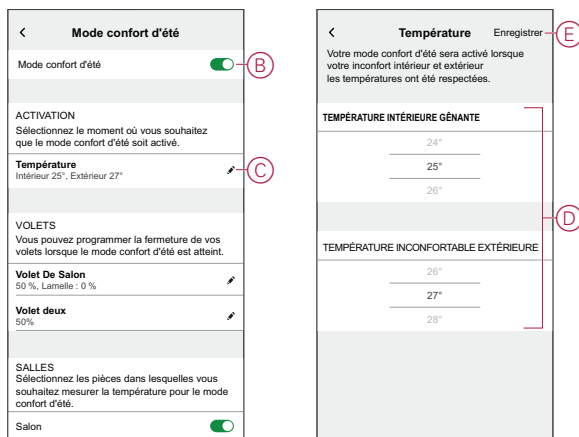 Mode confort d'été
Mode confort d'été
B
ACTIVATION
Sélectionnez le moment où vous souhaitez
que le mode confort d'été soit activé.
Température
Intérieur 25°, Extérieur 27°
C
VOLETS
Vous pouvez programmer la fermeture de vos
volets lorsque le mode confort d'été est atteint.
Volet De Salon
50 %, Lamelle : 0 %
Volet deux
50%
SALLES
Sélectionnez les pièces dans lesquelles vous
souhaitez mesurer la température pour le mode
confort d'été.
Salon
Température
Enregistrer
E
Votre mode confort d'été sera activé lorsque
votre inconfort intérieur et extérieur
les températures ont été respectées.
TEMPÉRATURE INTÉRIEURE GÊNANTE
24°
25°
26°
D
TEMPÉRATURE INCONFORTABLE EXTÉRIEURE
26°
27°
28°